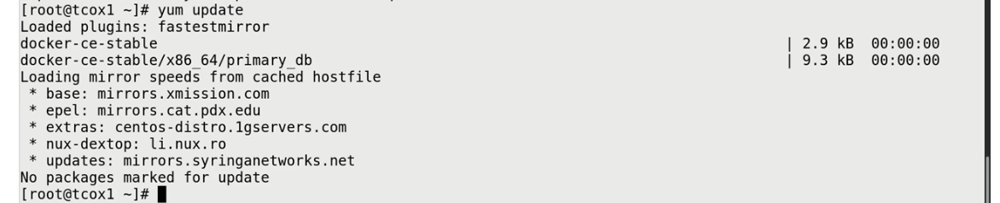 [root@tcox1 ~]# yum update
Loaded plugins: fastestmirror
docker-ce-stable | 2.9 kB 00:00:00
docker-ce-stable/x86_64/primary_db | 9.3 kB 00:00:00
Loading mirror speeds from cached hostfile
* base: mirrors.xmission.com
* epel: mirrors.cat.pdx.edu
* extras: centos-distro.1gservers.com
* nux-dextop: li.nux.ro
* updates: mirrors.syringanetworks.net
No packages marked for update
[root@tcox1 ~]#